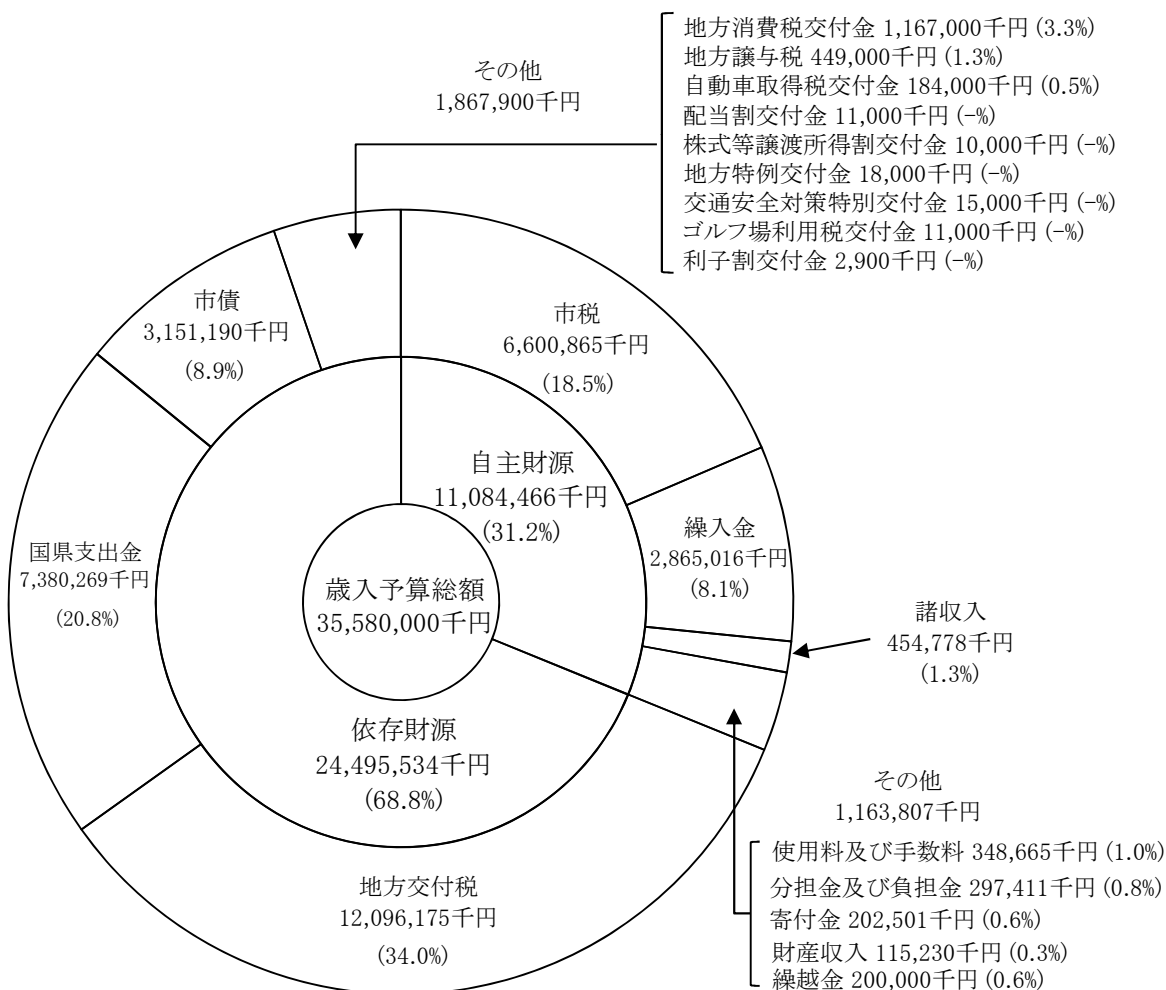 その他
1,867,900千円
地方消費税交付金 1,167,000千円 (3.3%)
地方譲与税 449,000千円 (1.3%)
自動車取得税交付金 184,000千円 (0.5%)
配当割交付金 11,000千円 (-%)
株式等譲渡所得割交付金 10,000千円 (-%)
地方特例交付金 18,000千円 (-%)
交通安全対策特別交付金 15,000千円 (-%)
ゴルフ場利用税交付金 11,000千円 (-%)
利子割交付金 2,900千円 (-%)
市債
3,151,190千円
(8.9%)
市税
6,600,865千円
(18.5%)
自主財源
11,084,466千円
(31.2%)
繰入金
2,865,016千円
(8.1%)
国県支出金
7,380,269千円
(20.8%)
歳入予算総額
35,580,000千円
諸収入
454,778千円
(1.3%)
依存財源
24,495,534千円
(68.8%)
地方交付税
12,096,175千円
(34.0%)
その他
1,163,807千円
使用料及び手数料 348,665千円 (1.0%)
分担金及び負担金 297,411千円 (0.8%)
寄付金 202,501千円 (0.6%)
財産収入 115,230千円 (0.3%)
繰越金 200,000千円 (0.6%)